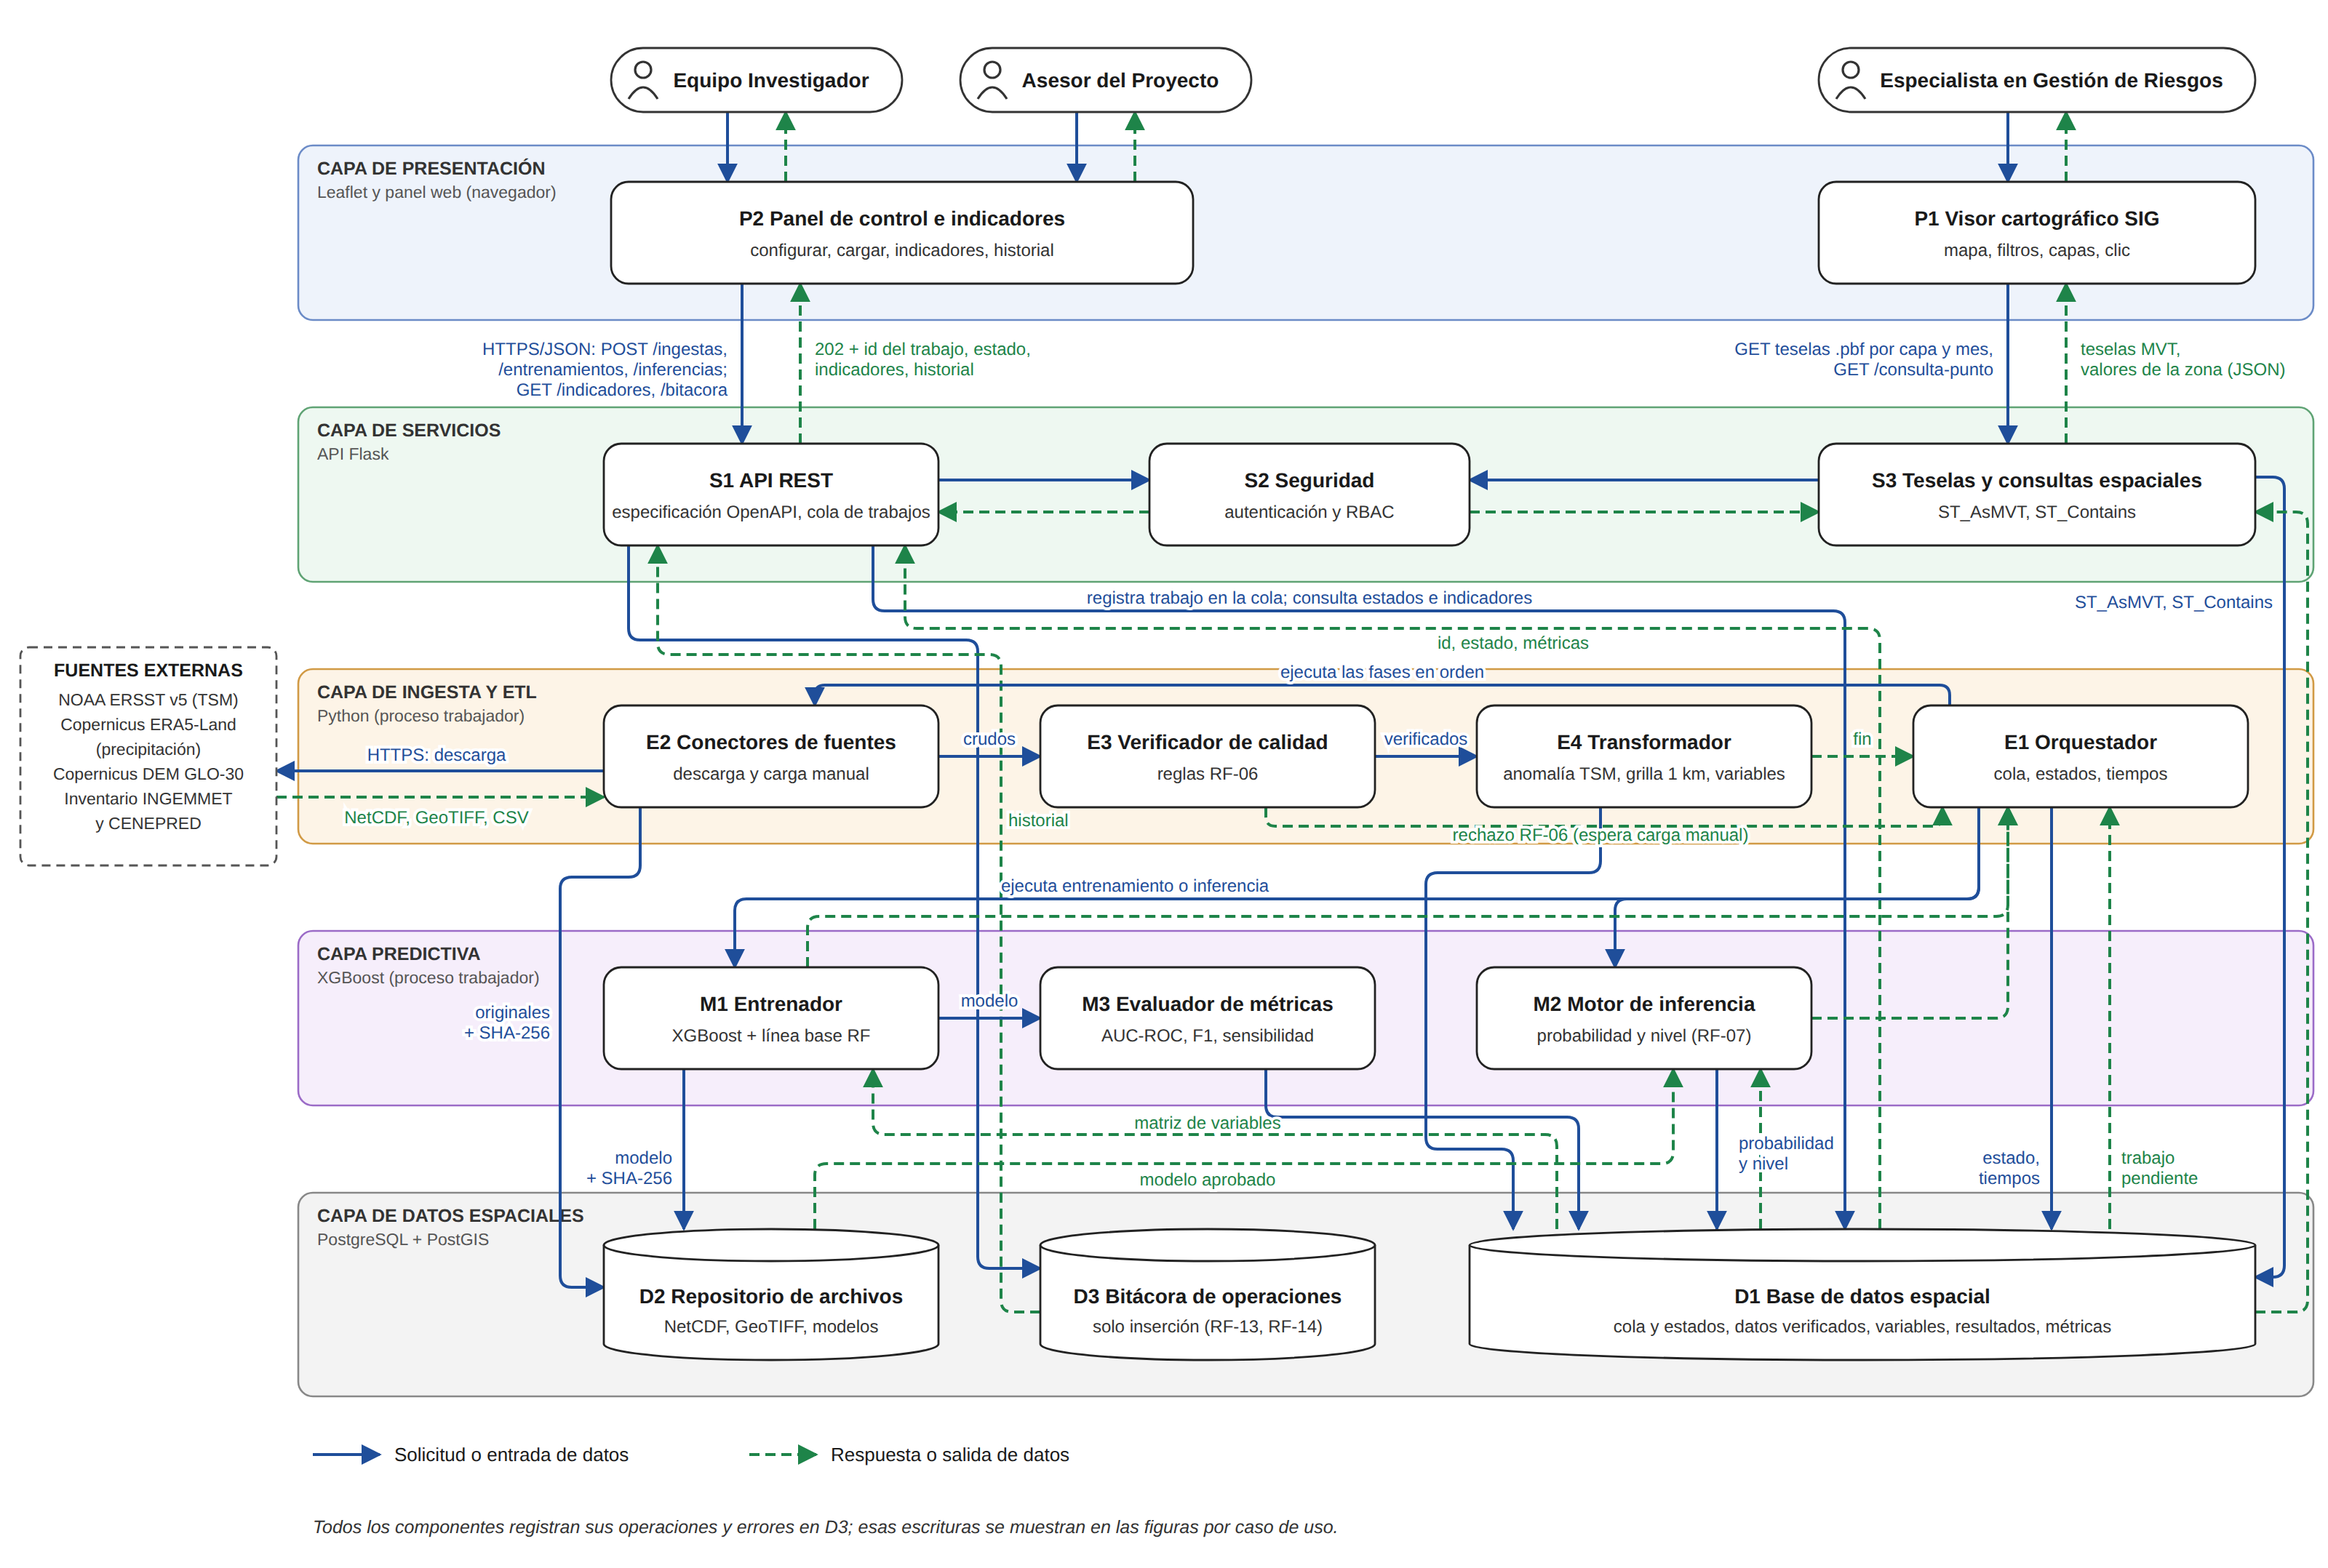 Equipo Investigador
Asesor del Proyecto
Especialista en Gestión de Riesgos
CAPA DE PRESENTACIÓN
Leaflet y panel web (navegador)
P2 Panel de control e indicadores
configurar, cargar, indicadores, historial
P1 Visor cartográfico SIG
mapa, filtros, capas, clic
HTTPS/JSON: POST /ingestas,
/entrenamientos, /inferencias;
GET /indicadores, /bitacora
202 + id del trabajo, estado,
indicadores, historial
GET teselas .pbf por capa y mes,
GET /consulta-punto
teselas MVT,
valores de la zona (JSON)
CAPA DE SERVICIOS
API Flask
S1 API REST
especificación OpenAPI, cola de trabajos
S2 Seguridad
autenticación y RBAC
S3 Teselas y consultas espaciales
ST_AsMVT, ST_Contains
registra trabajo en la cola; consulta estados e indicadores
ST_AsMVT, ST_Contains
id, estado, métricas
ejecuta las fases en orden
FUENTES EXTERNAS
NOAA ERSST v5 (TSM)
Copernicus ERA5-Land
(precipitación)
Copernicus DEM GLO-30
Inventario INGEMMET
y CENEPRED
CAPA DE INGESTA Y ETL
Python (proceso trabajador)
HTTPS: descarga
NetCDF, GeoTIFF, CSV
E2 Conectores de fuentes
descarga y carga manual
crudos
E3 Verificador de calidad
reglas RF-06
verificados
E4 Transformador
anomalía TSM, grilla 1 km, variables
fin
E1 Orquestador
cola, estados, tiempos
historial
rechazo RF-06 (espera carga manual)
ejecuta entrenamiento o inferencia
CAPA PREDICTIVA
XGBoost (proceso trabajador)
originales
+ SHA-256
M1 Entrenador
XGBoost + línea base RF
modelo
M3 Evaluador de métricas
AUC-ROC, F1, sensibilidad
M2 Motor de inferencia
probabilidad y nivel (RF-07)
matriz de variables
modelo
+ SHA-256
modelo aprobado
probabilidad
y nivel
estado,
tiempos
trabajo
pendiente
CAPA DE DATOS ESPACIALES
PostgreSQL + PostGIS
D2 Repositorio de archivos
NetCDF, GeoTIFF, modelos
D3 Bitácora de operaciones
solo inserción (RF-13, RF-14)
D1 Base de datos espacial
cola y estados, datos verificados, variables, resultados, métricas
Solicitud o entrada de datos
Respuesta o salida de datos
Todos los componentes registran sus operaciones y errores en D3; esas escrituras se muestran en las figuras por caso de uso.